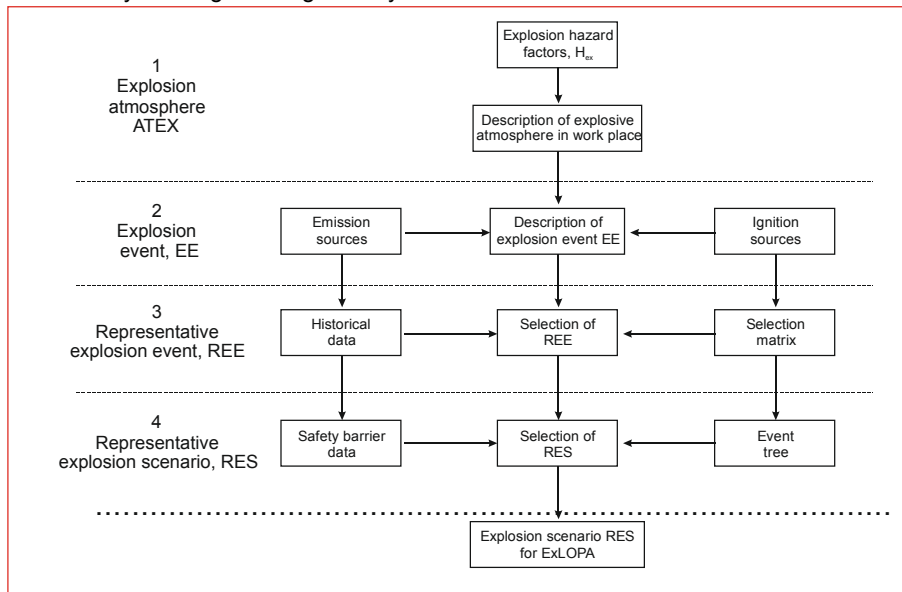 Explosion hazard
factors, Hex
1
Explosion
atmosphere
ATEX
Description of explosive
atmosphere in work place
2
Explosion
event, EE
Emission
sources
Description of
explosion event EE
Ignition
sources
3
Representative
explosion event, REE
Historical
data
Selection of
REE
Selection
matrix
4
Representative
explosion scenario, RES
Safety barrier
data
Selection of
RES
Event
tree
Explosion scenario RES
for ExLOPA